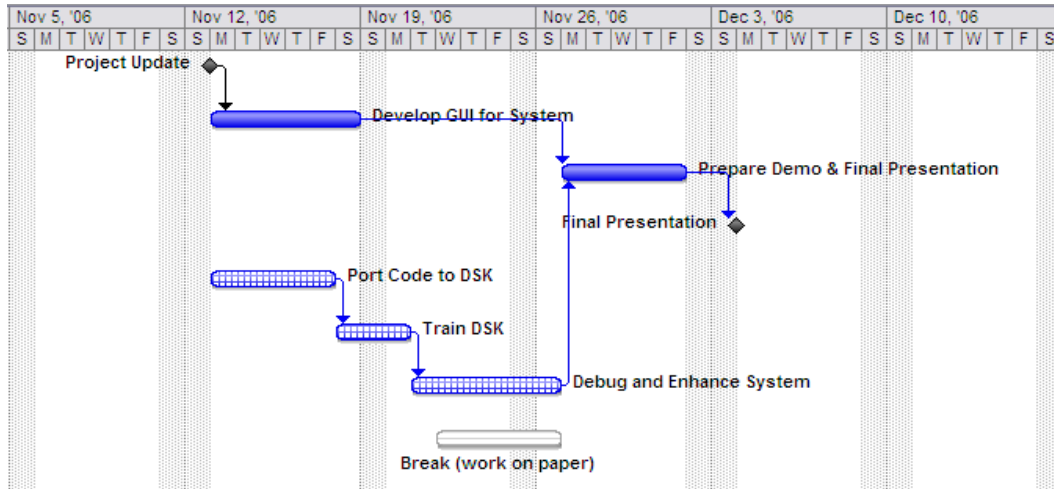 Nov 5, '06 Nov 12, '06 Nov 19, '06 Nov 26, '06 Dec 3, '06 Dec 10, '06
S M T W T F S S M T W T F S S M T W T F S S M T W T F S S M T W T F S S M T W T F S
Project Update
Develop GUI for System
Prepare Demo & Final Presentation
Final Presentation
Port Code to DSK
Train DSK
Debug and Enhance System
Break (work on paper)